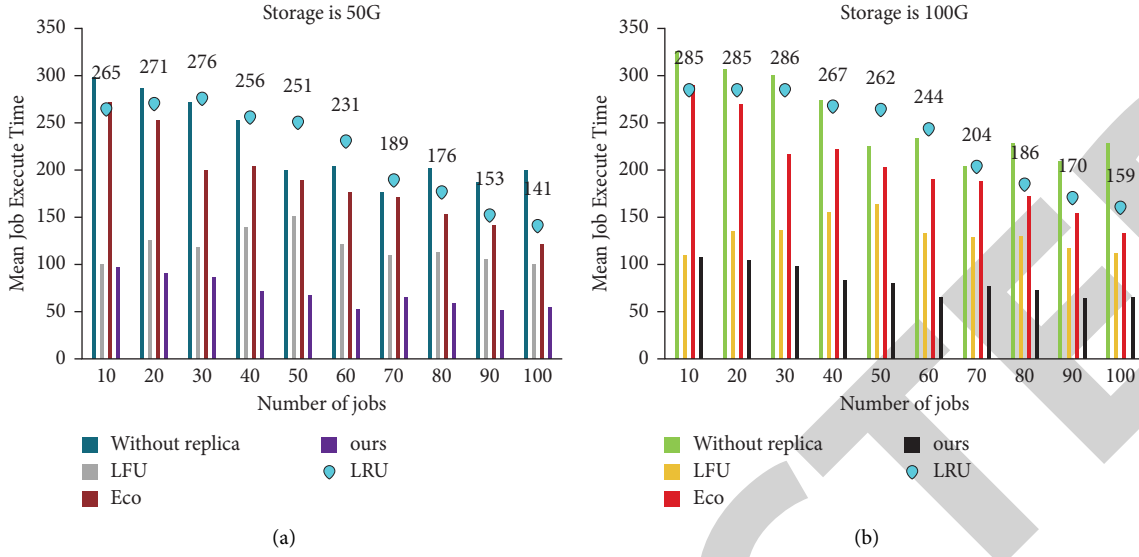 Storage is 50G
350
300
250
200
150
100
50
0
Mean Job Execute Time
265
271
276
256
251
231
189
176
153
141
10 20 30 40 50 60 70 80 90 100
Number of jobs
Without replica
LFU
Eco
ours
LRU
(a)
Storage is 100G
350
300
250
200
150
100
50
0
Mean Job Execute Time
285
285
286
267
262
244
204
186
170
159
10 20 30 40 50 60 70 80 90 100
Number of jobs
Without replica
LFU
Eco
ours
LRU
(b)